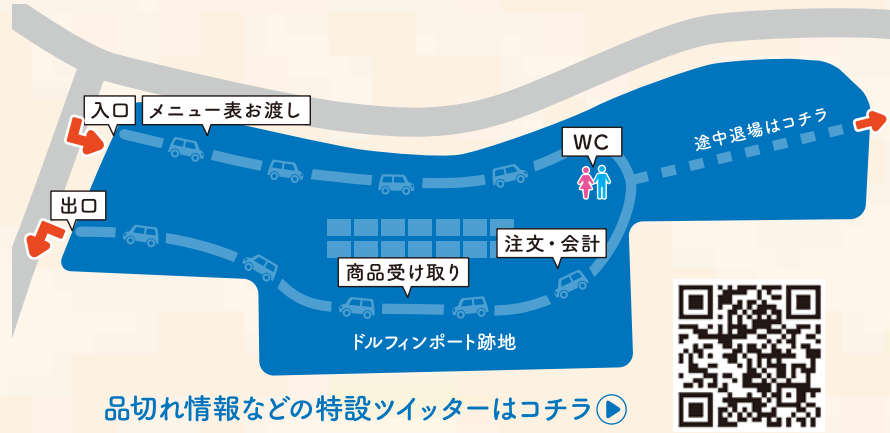 入口
メニュー表お渡し
WC
途中退場はコチラ
出口
注文・会計
商品受け取り
ドルフィンポート跡地
品切れ情報などの特設ツイッターはコチラ